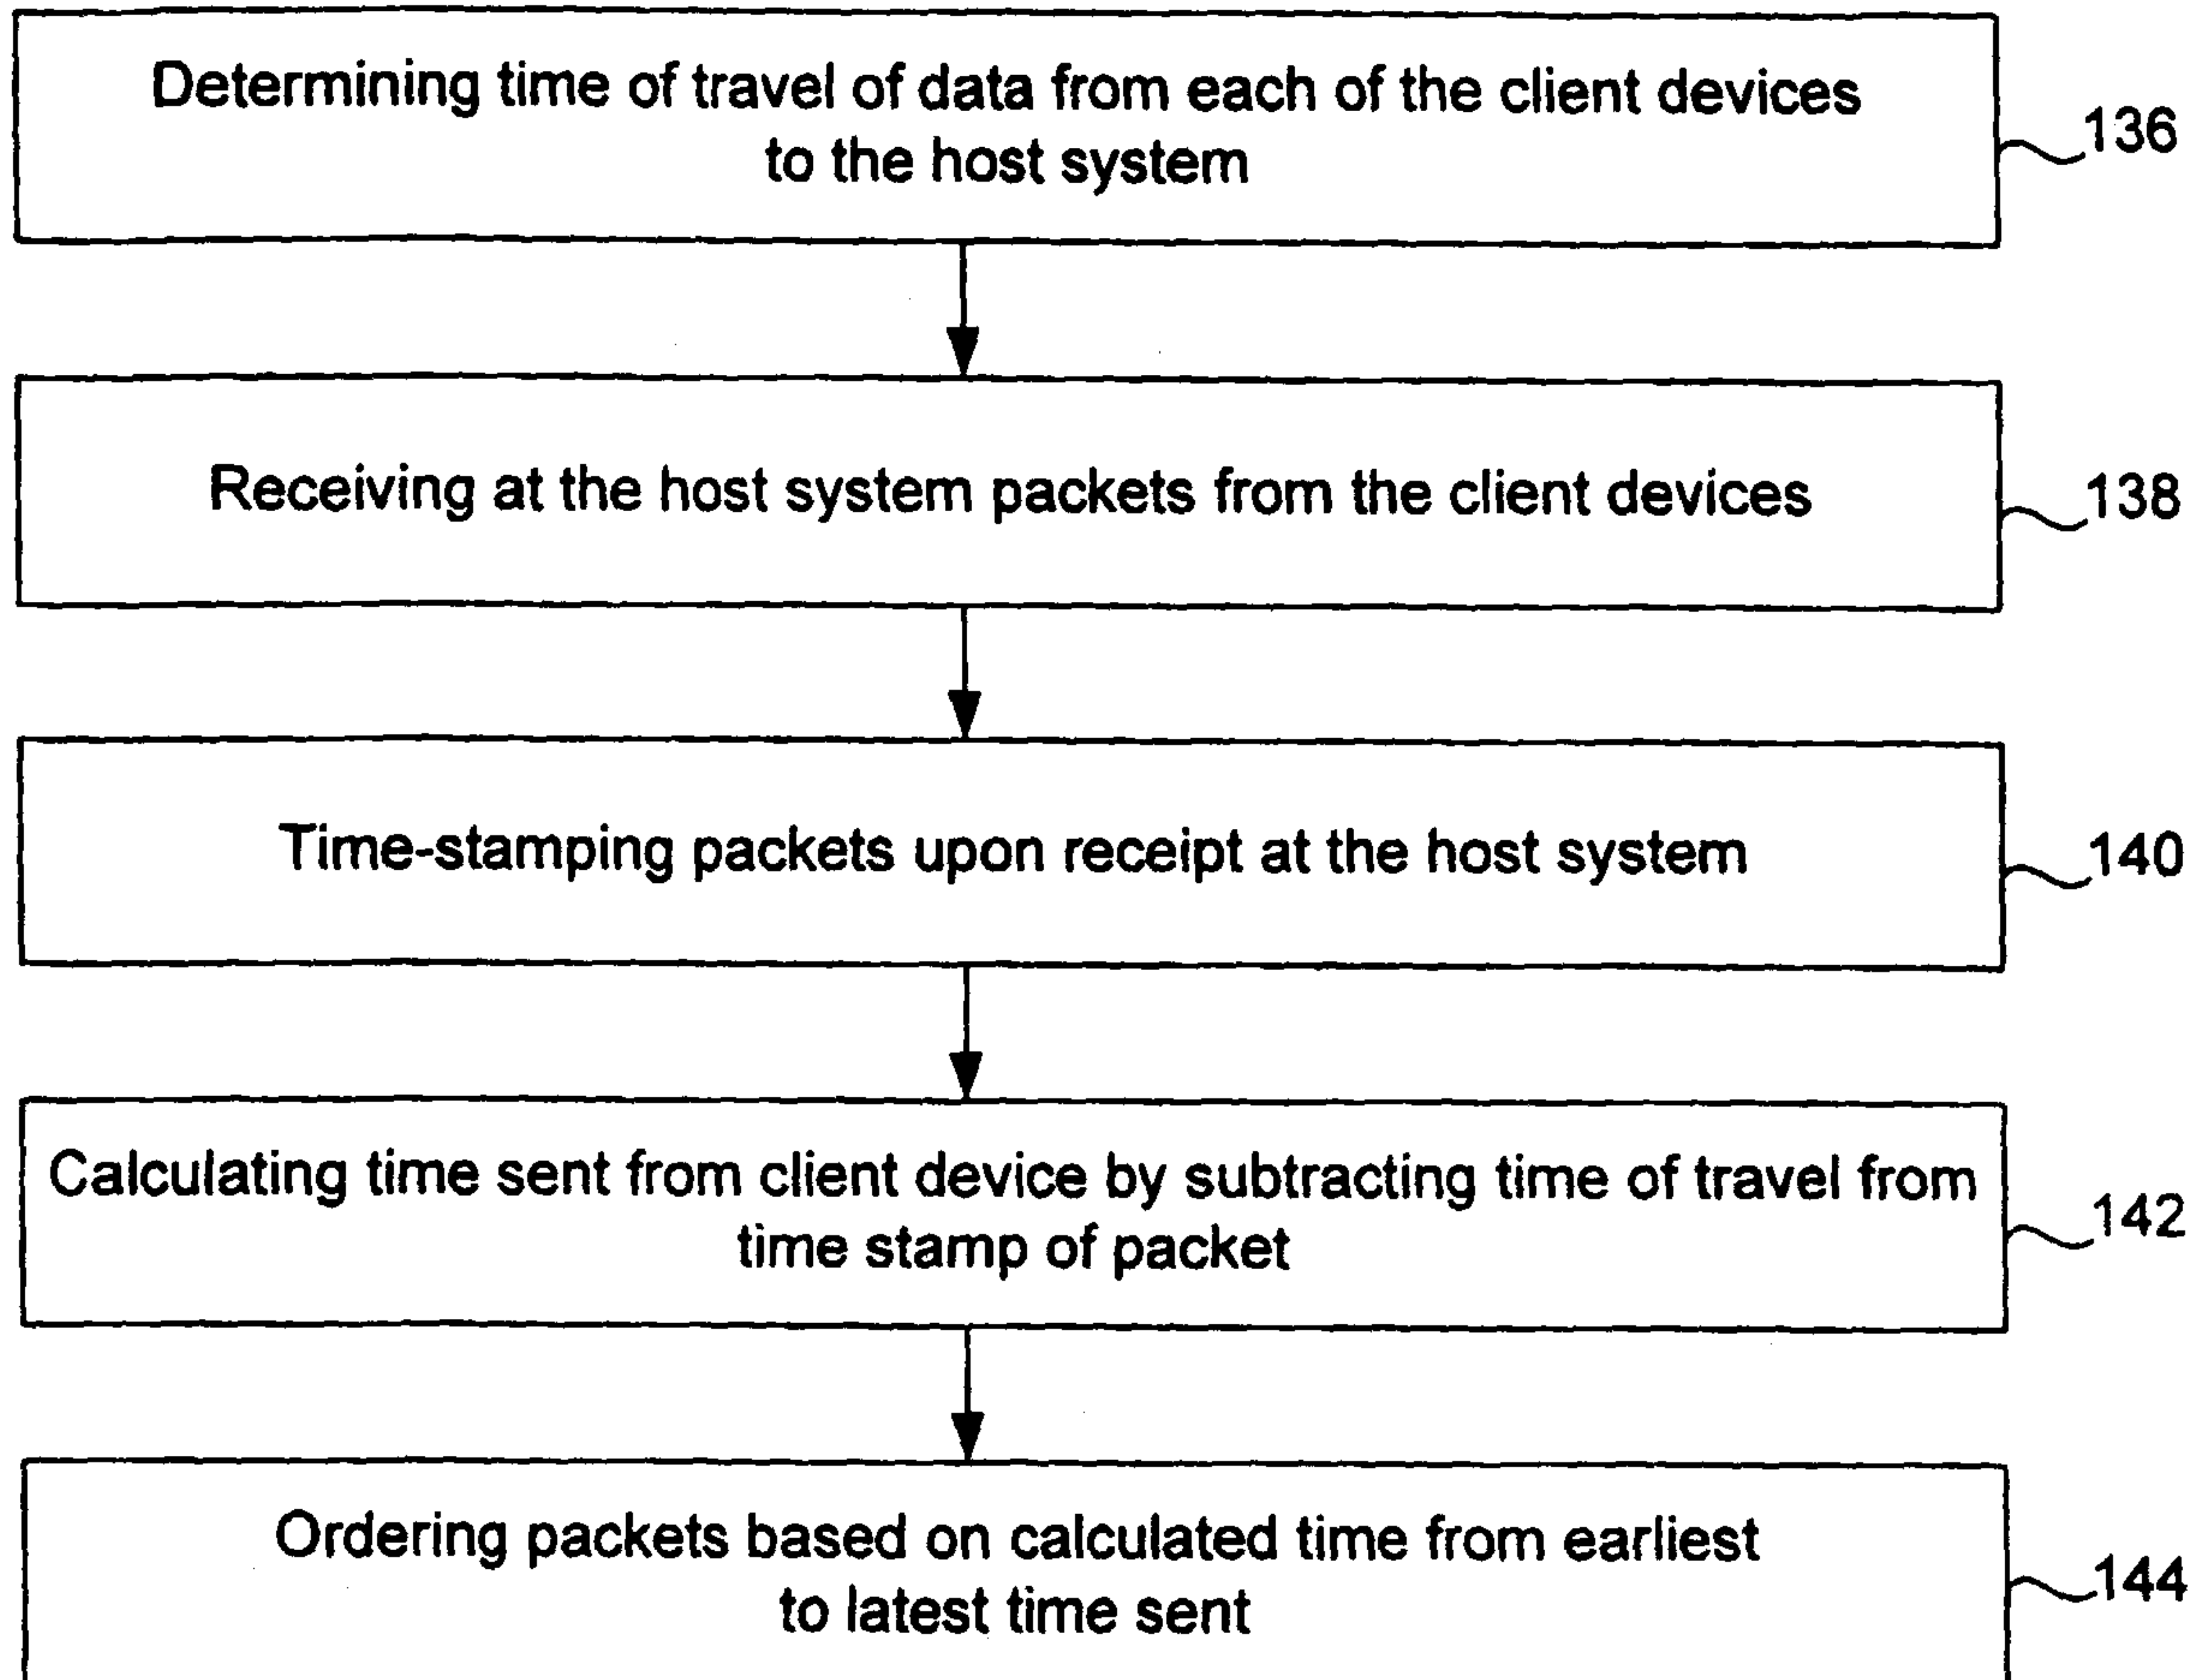 Determining time of travel of data from each of the client devices
to the host system
136
Receiving at the host system packets from the client devices
138
Time-stamping packets upon receipt at the host system
140
Calculating time sent from client device by subtracting time of travel from
time stamp of packet
142
Ordering packets based on calculated time from earliest
to latest time sent
144